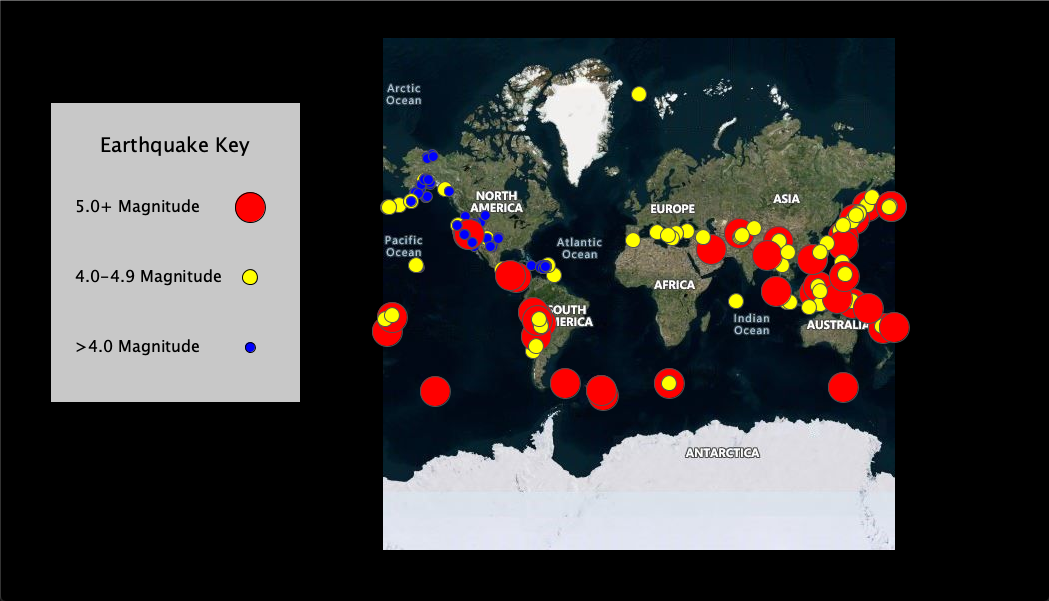 Earthquake Key
5.0+ Magnitude
4.0-4.9 Magnitude
>4.0 Magnitude
Arctic
Ocean
NORTH
AMERICA
EUROPE
ASIA
Pacific
Ocean
Atlantic
Ocean
AFRICA
SOUTH
MERICA
Indian
Ocean
AUSTRALIA
ANTARCTICA